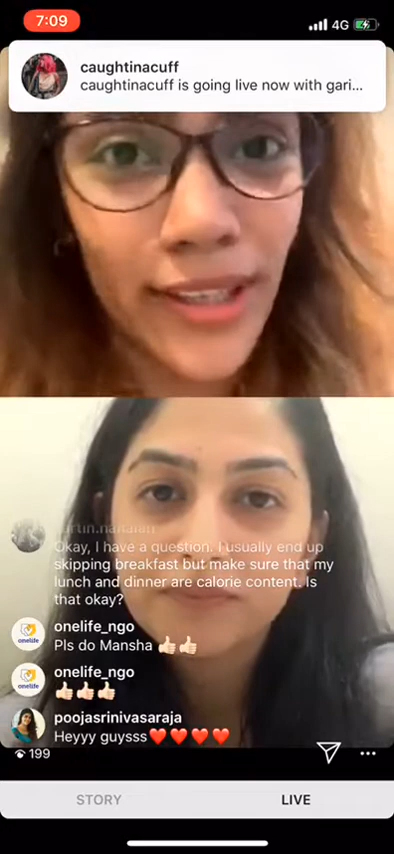 7:09
4G
caughtinacuff
caughtinacuff is going live now with gari...
Okay, I have a question. I usually end up
skipping breakfast but make sure that my
lunch and dinner are calorie content. Is
that okay?
onelife_ngo
onelife
Pls do Mansha 👍🏻👍🏻
onelife_ngo
onelife
👍🏻👍🏻👍🏻
poojasrinivasaraja
Heyyy guysss❤️❤️❤️❤️
199
STORY
LIVE